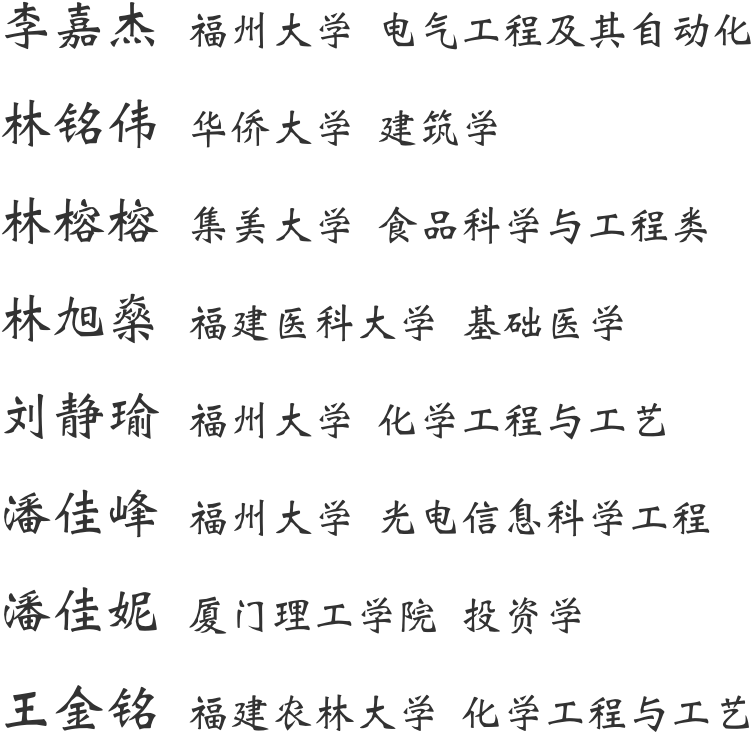 李嘉杰 福州大学 电气工程及其自动化
林铭伟 华侨大学 建筑学
林榕榕 集美大学 食品科学与工程类
林旭燊 福建医科大学 基础医学
刘静瑜 福州大学 化学工程与工艺
潘佳峰 福州大学 光电信息科学工程
潘佳妮 厦门理工学院 投资学
王金铭 福建农林大学 化学工程与工艺